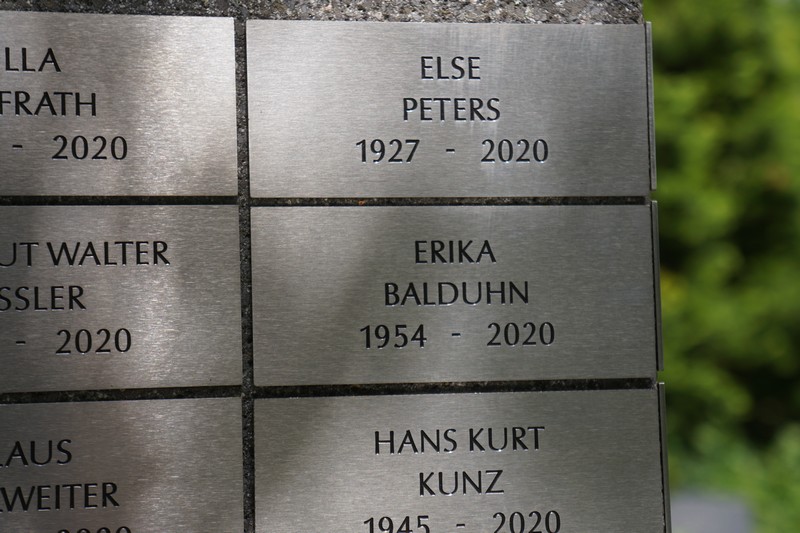 LLA
FRATH
- 2020
ELSE
PETERS
1927 - 2020
UT WALTER
SSLER
- 2020
ERIKA
BALDUHN
1954 - 2020
LAUS
WEITER
2020
HANS KURT
KUNZ
1945 - 2020